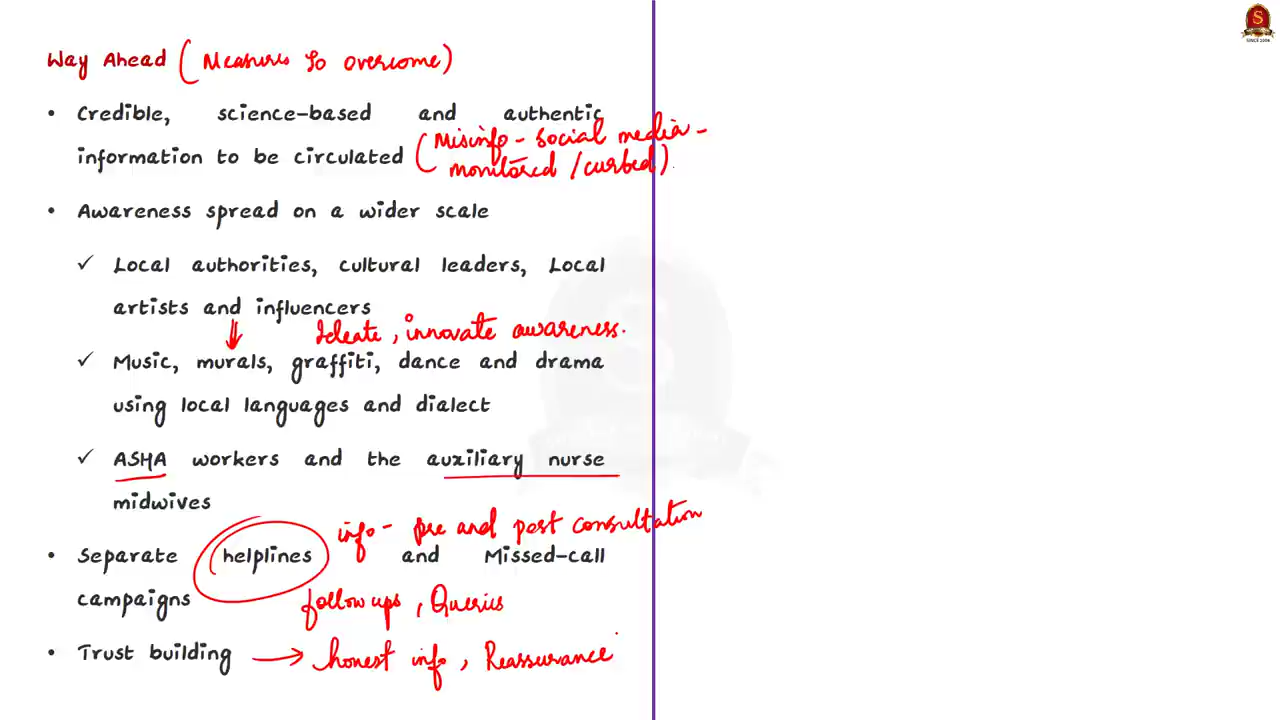 Way Ahead (Measures to overcome)
• Credible, science-based and authentic
information to be circulated (Misinfo - social media -
monitored / curbed)
• Awareness spread on a wider scale
✓ Local authorities, cultural leaders, Local
artists and influencers
Ideate, innovate awareness.
✓ Music, murals, graffiti, dance and drama
using local languages and dialect
✓ ASHA workers and the auxiliary nurse
midwives
info - pre and post consultation
• Separate helplines and Missed-call
campaigns
follow ups, Queries
• Trust building → honest info, Reassurance
S
SINCE 2004